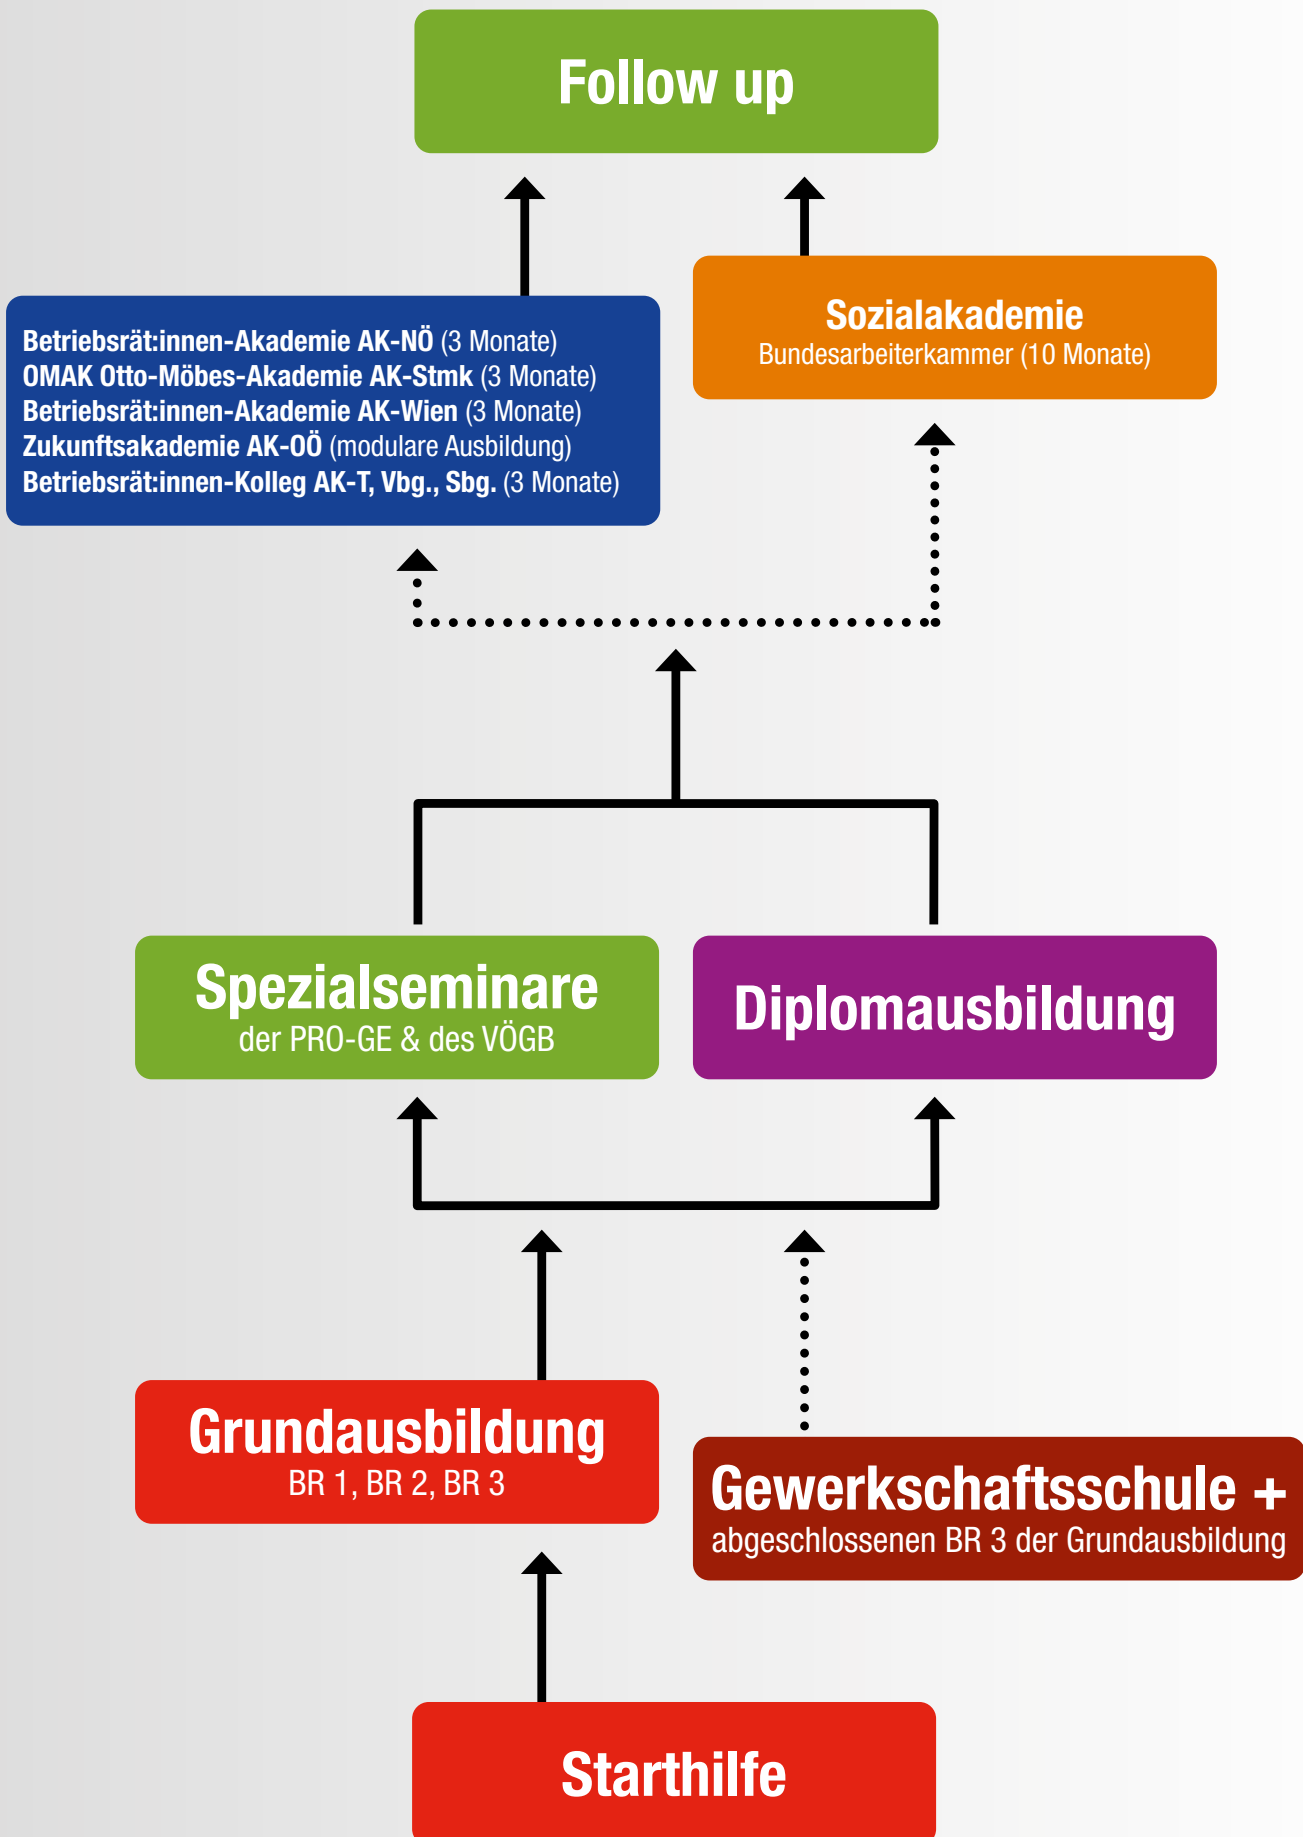 Follow up
Betriebsrät:innen-Akademie AK-NÖ (3 Monate)
OMAK Otto-Möbes-Akademie AK-Stmk (3 Monate)
Betriebsrät:innen-Akademie AK-Wien (3 Monate)
Zukunftsakademie AK-OÖ (modulare Ausbildung)
Betriebsrät:innen-Kolleg AK-T, Vbg., Sbg. (3 Monate)
Sozialakademie
Bundesarbeiterkammer (10 Monate)
Spezialseminare
der PRO-GE & des VÖGB
Diplomausbildung
Grundausbildung
BR 1, BR 2, BR 3
Gewerkschaftsschule +
abgeschlossenen BR 3 der Grundausbildung
Starthilfe